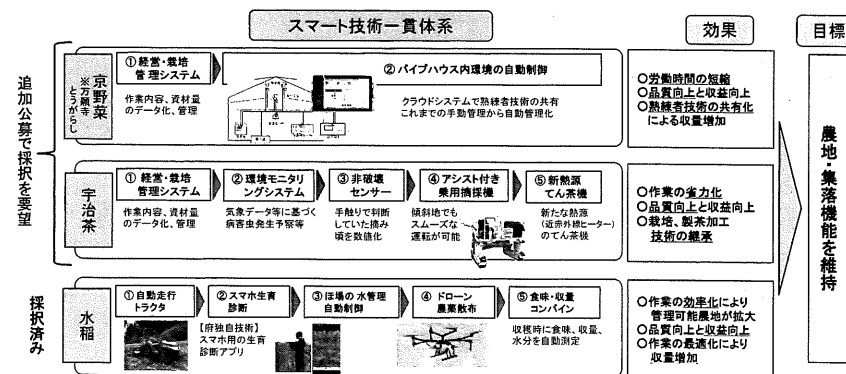 スマート技術一貫体系
効果
目標
追加公募で採択を要望
京野菜
※万願寺
とうがらし
①経営・栽培
管理システム
作業内容、資材量
のデータ化、管理
②パイプハウス内環境の自動制御
クラウドシステムで熟練者技術の共有
これまでの手動管理から自動管理化
○労働時間の短縮
○品質向上と収益向上
○熟練者技術の共有化
による収量増加
宇治茶
①経営・栽培
管理システム
作業内容、資材量
のデータ化、管理
②環境モニタリ
ングシステム
気象データ等に基づく
病害虫発生予察等
③非破壊
センサー
手触りで判断
していた摘み
頃を数値化
④アシスト付き
乗用摘採機
傾斜地でも
スムーズな
運転が可能
⑤新熱源
てん茶機
新たな熱源
(近赤外線ヒーター)
のてん茶機
○作業の省力化
○品質向上と収益向上
○栽培、製茶加工
技術の継承
採択済み
水稲
①自動走行
トラクタ
②スマホ生育
診断
【府独自技術】
スマホ用の生育
診断アプリ
③ほ場の水管理
自動制御
④ドローン
農薬散布
⑤食味・収量
コンバイン
収穫時に食味、収量、
水分を自動測定
○作業の効率化により
管理可能農地が拡大
○品質向上と収益向上
○作業の最適化により
収量増加
農地・集落機能を維持